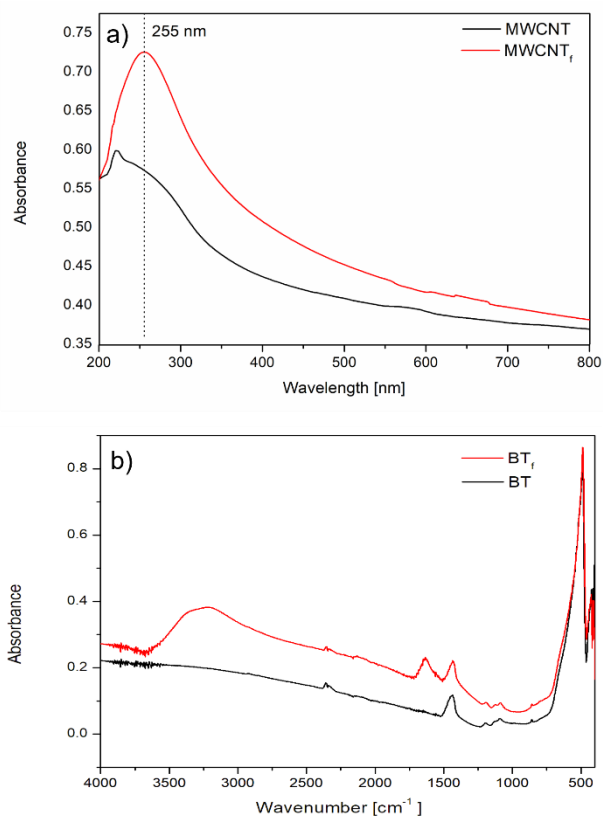 a)
255 nm
MWCNT
MWCNTf
0.75
0.70
0.65
0.60
0.55
0.50
0.45
0.40
0.35
Absorbance
200 300 400 500 600 700 800
Wavelength [nm]
b)
BTf
BT
0.8
0.6
0.4
0.2
0.0
Absorbance
4000 3500 3000 2500 2000 1500 1000 500
Wavenumber [cm⁻¹]